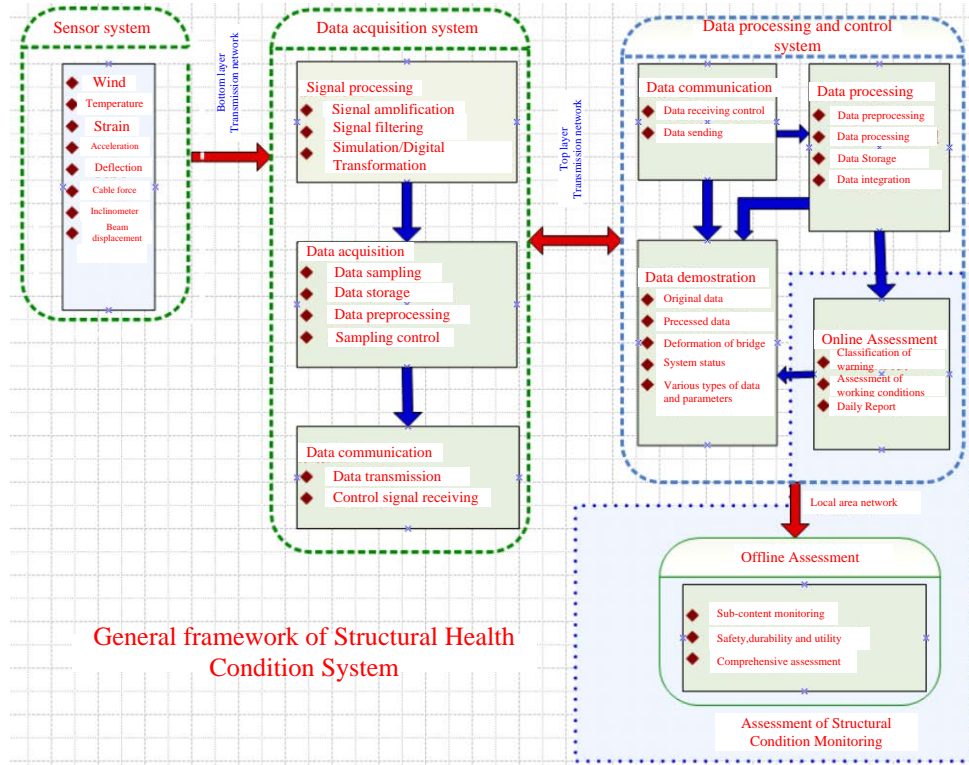 Sensor system
Wind
Temperature
Strain
Acceleration
Deflection
Cable force
Inclinometer
Beam
displacement
Bottom layer
Transmission network
Data acquisition system
Signal processing
Signal amplification
Signal filtering
Simulation/Digital
Transformation
Data acquisition
Data sampling
Data storage
Data preprocessing
Sampling control
Data communication
Data transmission
Control signal receiving
Top layer
Transmission network
Data processing and control
system
Data communication
Data receiving control
Data sending
Data processing
Data preprocessing
Data processing
Data Storage
Data integration
Data demostration
Original data
Precessed data
Deformation of bridge
System status
Various types of data
and parameters
Online Assessment
Classification of
warning
Assessment of
working conditions
Daily Report
Local area network
Offline Assessment
Sub-content monitoring
Safety,durability and utility
Comprehensive assessment
Assessment of Structural
Condition Monitoring
General framework of Structural Health
Condition System